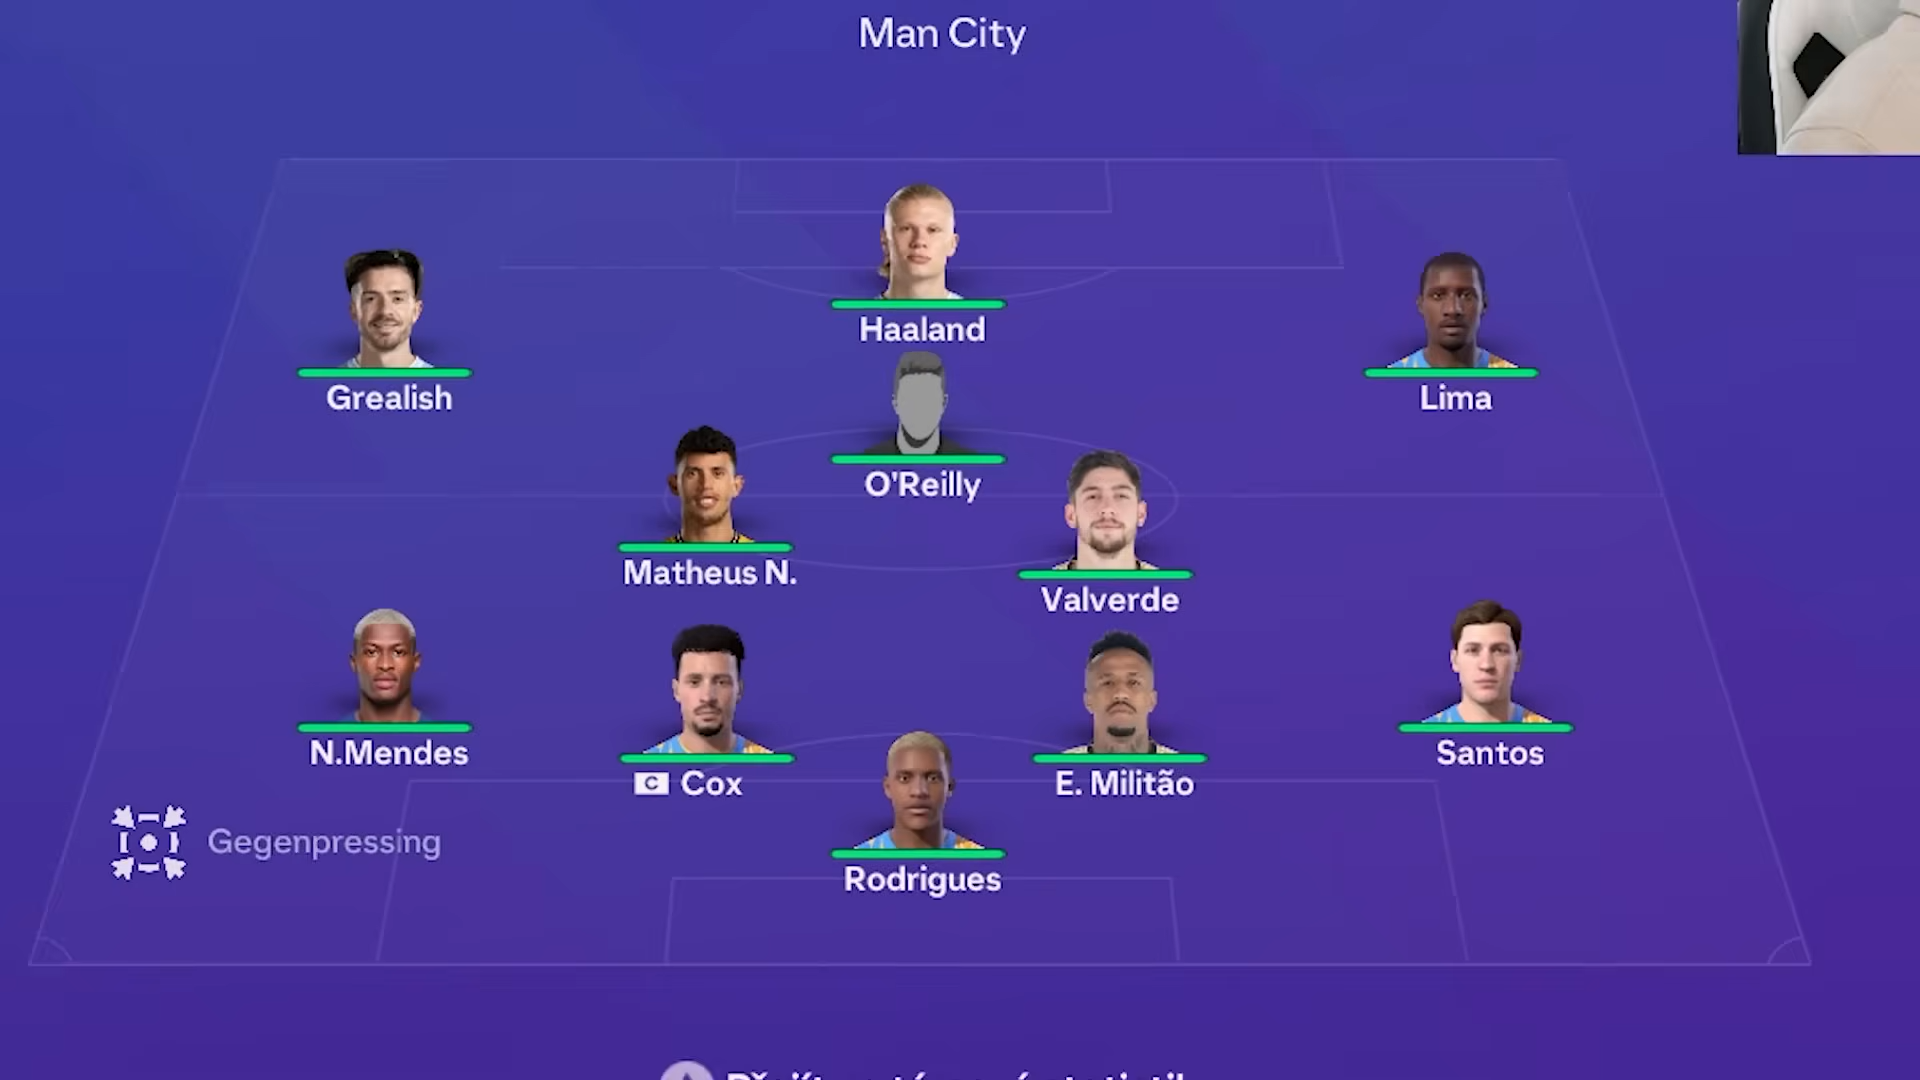 Man City
Haaland
Grealish
Lima
O'Reilly
Matheus N.
Valverde
N.Mendes
C Cox
E. Militão
Santos
Gegenpressing
Rodrigues